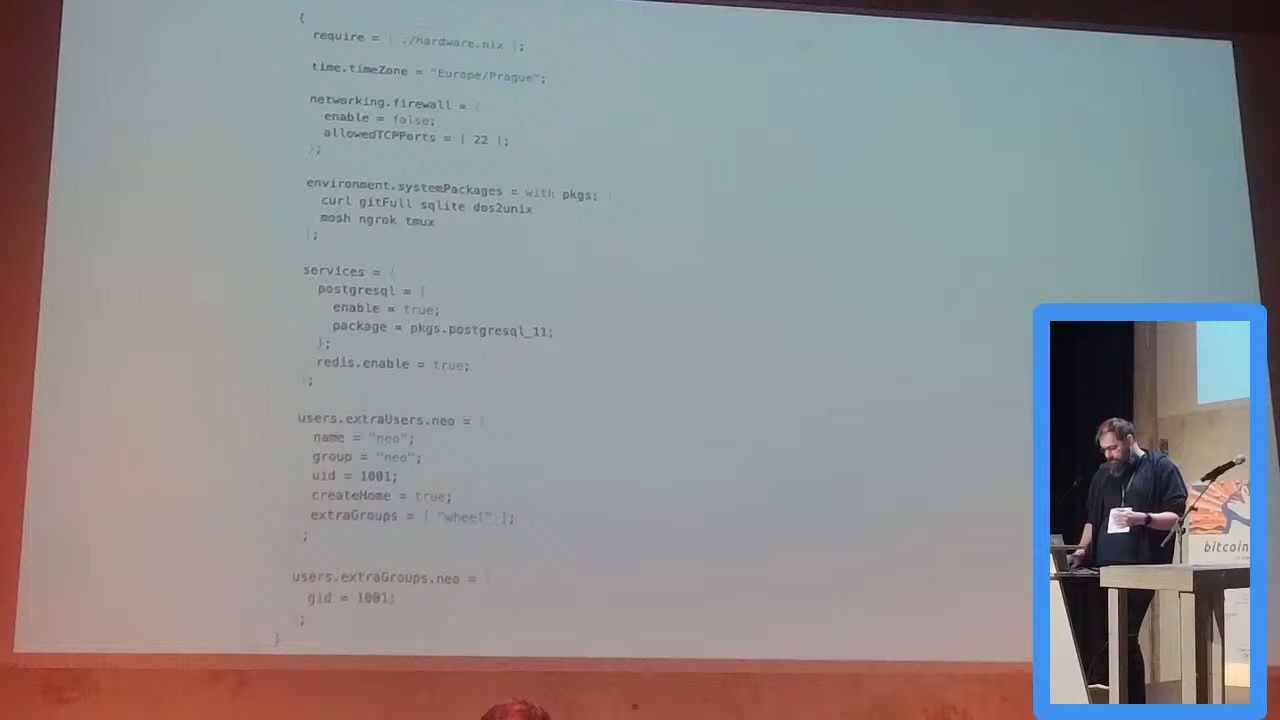 {
require = [ ./hardware.nix ];
time.timeZone = "Europe/Prague";
networking.firewall = {
enable = false;
allowedTCPPorts = [ 22 ];
};
environment.systemPackages = with pkgs; [
curl gitFull sqlite dos2unix
mosh ngrok tmux
];
services = {
postgresql = {
enable = true;
package = pkgs.postgresql_11;
};
redis.enable = true;
};
users.extraUsers.neo = {
name = "neo";
group = "neo";
uid = 1001;
createHome = true;
extraGroups = [ "wheel" ];
};
users.extraGroups.neo = {
gid = 1001;
};
}
bitcoin